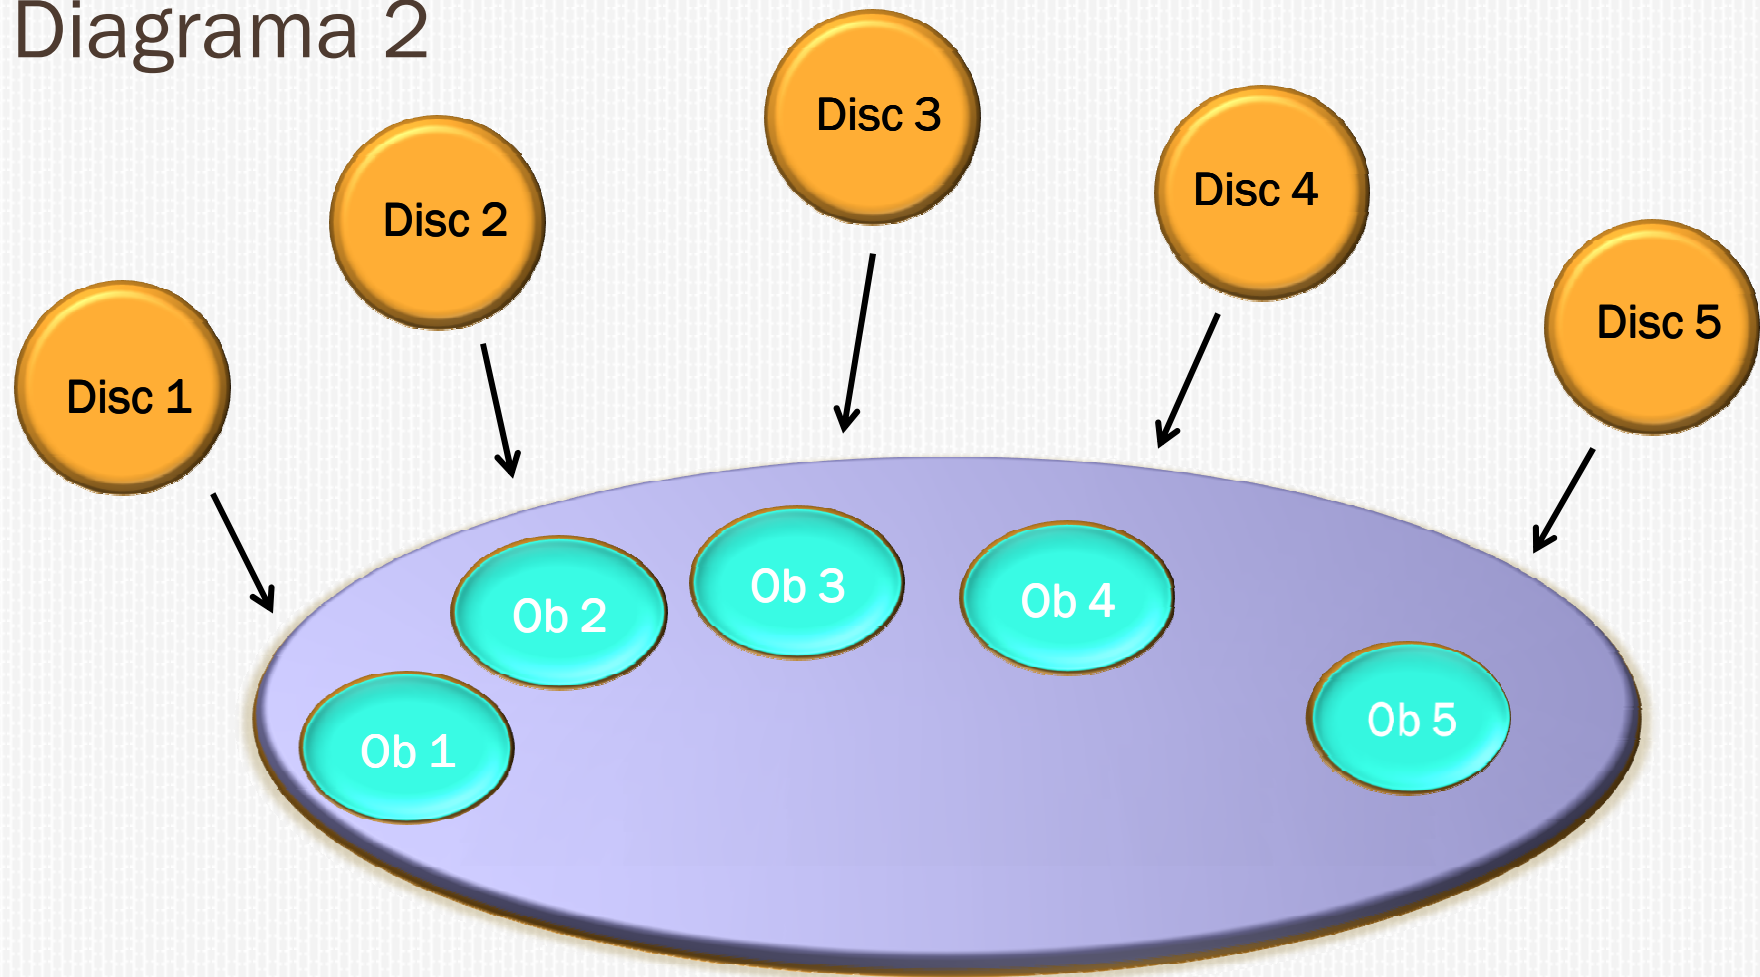 Diagrama 2
Disc 3
Disc 4
Disc 2
Disc 5
Disc 1
Ob 3
Ob 4
Ob 2
Ob 5
Ob 1